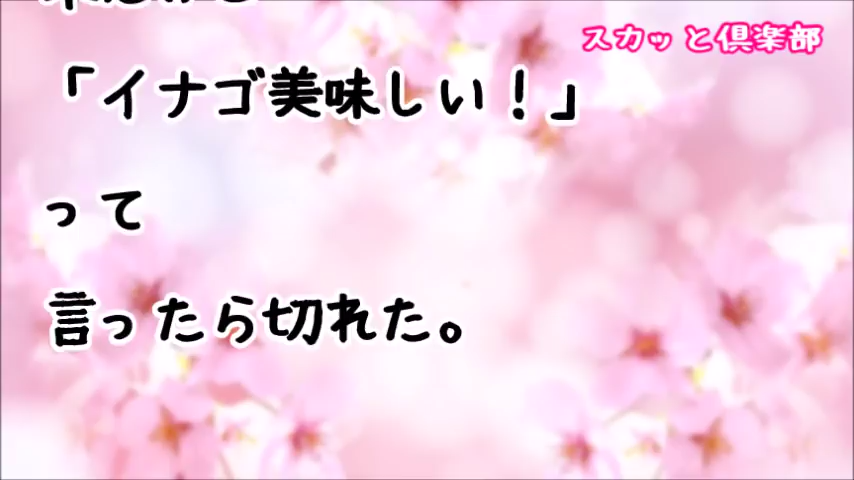 スカッと倶楽部
「イナゴ美味しい！」
って
言ったら切れた。